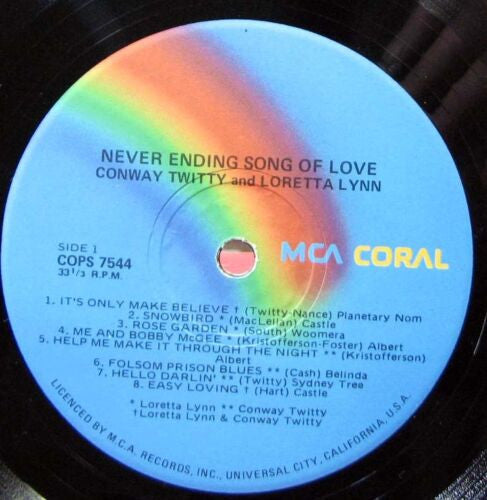 NEVER ENDING SONG OF LOVE
CONWAY TWITTY and LORETTA LYNN
SIDE 1
COPS 7544
33 1/3 R.P.M.
MCA CORAL
1. IT'S ONLY MAKE BELIEVE † (Twitty-Nance) Planetary Nom
2. SNOWBIRD * (MacLellan) Castle
3. ROSE GARDEN * (South) Woomera
4. ME AND BOBBY McGEE * (Kristofferson-Foster) Albert
5. HELP ME MAKE IT THROUGH THE NIGHT ** (Kristofferson)
Albert
6. FOLSOM PRISON BLUES ** (Cash) Belinda
7. HELLO DARLIN' ** (Twitty) Sydney Tree
8. EASY LOVING † (Hart) Castle
* Loretta Lynn ** Conway Twitty
†Loretta Lynn & Conway Twitty
LICENCED BY M.C.A. RECORDS, INC., UNIVERSAL CITY, CALIFORNIA, U.S.A.